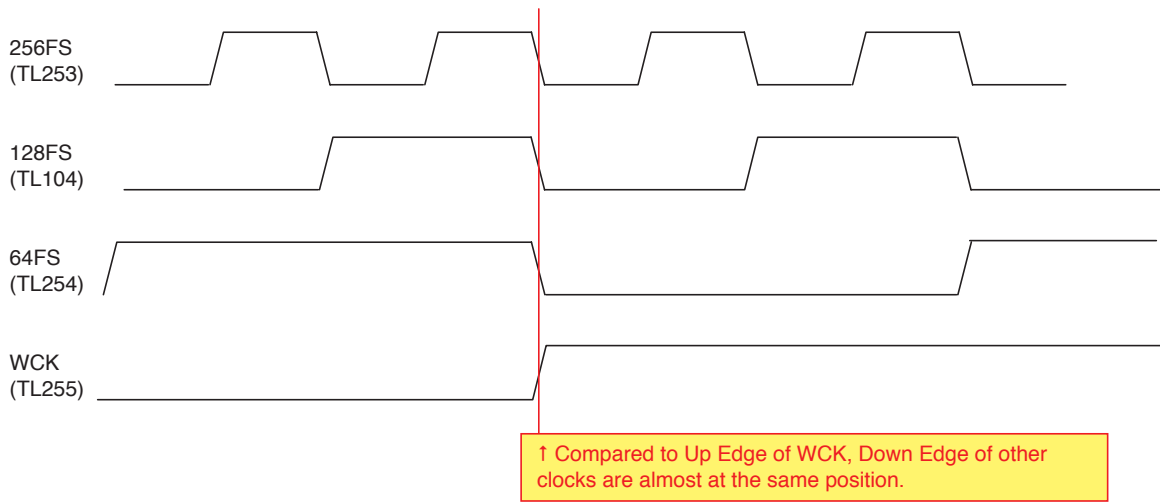 256FS
(TL253)
128FS
(TL104)
64FS
(TL254)
WCK
(TL255)
↑ Compared to Up Edge of WCK, Down Edge of other
clocks are almost at the same position.